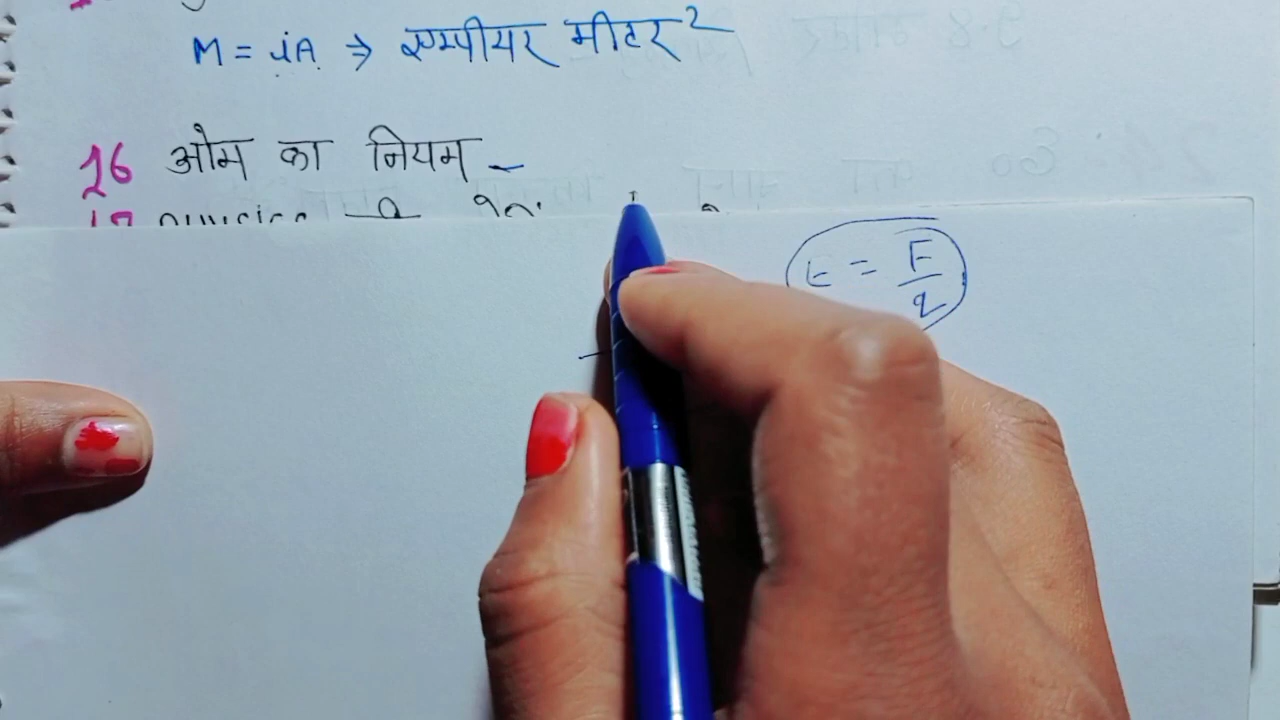 M = iA ⇒ एम्पीयर मीटर²
16 ओम का नियम -
E = F/q